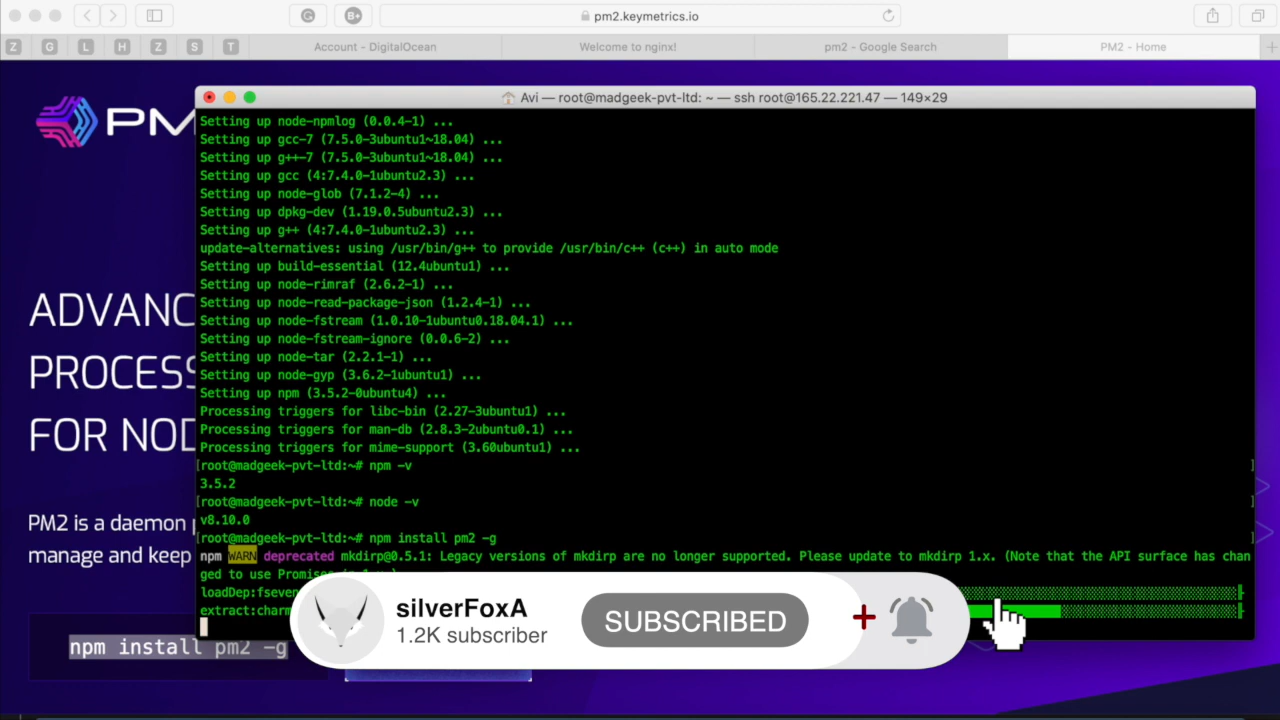 pm2.keymetrics.io
Z G L H Z S T Account - DigitalOcean Welcome to nginx! pm2 - Google Search PM2 - Home
Avi — root@madgeek-pvt-ltd: ~ — ssh root@165.22.221.47 — 149×29
PM
Setting up node-npmlog (0.0.4-1) ...
Setting up gcc-7 (7.5.0-3ubuntu1~18.04) ...
Setting up g++-7 (7.5.0-3ubuntu1~18.04) ...
Setting up gcc (4:7.4.0-1ubuntu2.3) ...
Setting up node-glob (7.1.2-4) ...
Setting up dpkg-dev (1.19.0.5ubuntu2.3) ...
Setting up g++ (4:7.4.0-1ubuntu2.3) ...
update-alternatives: using /usr/bin/g++ to provide /usr/bin/c++ (c++) in auto mode
Setting up build-essential (12.4ubuntu1) ...
Setting up node-rimraf (2.6.2-1) ...
Setting up node-read-package-json (1.2.4-1) ...
Setting up node-fstream (1.0.10-1ubuntu0.18.04.1) ...
Setting up node-fstream-ignore (0.0.6-2) ...
Setting up node-tar (2.2.1-1) ...
Setting up node-gyp (3.6.2-1ubuntu1) ...
Setting up npm (3.5.2-0ubuntu4) ...
Processing triggers for libc-bin (2.27-3ubuntu1) ...
Processing triggers for man-db (2.8.3-2ubuntu0.1) ...
Processing triggers for mime-support (3.60ubuntu1) ...
[root@madgeek-pvt-ltd:~# npm -v ]
3.5.2
[root@madgeek-pvt-ltd:~# node -v ]
v8.10.0
[root@madgeek-pvt-ltd:~# npm install pm2 -g ]
npm WARN deprecated mkdirp@0.5.1: Legacy versions of mkdirp are no longer supported. Please update to mkdirp 1.x. (Note that the API surface has chan
ged to use Promises in 1.x.)
loadDep:fseven
extract:charm
ADVANC
PROCESS
FOR NOD
PM2 is a daemon p
manage and keep
npm install pm2 -g
silverFoxA
1.2K subscriber
SUBSCRIBED